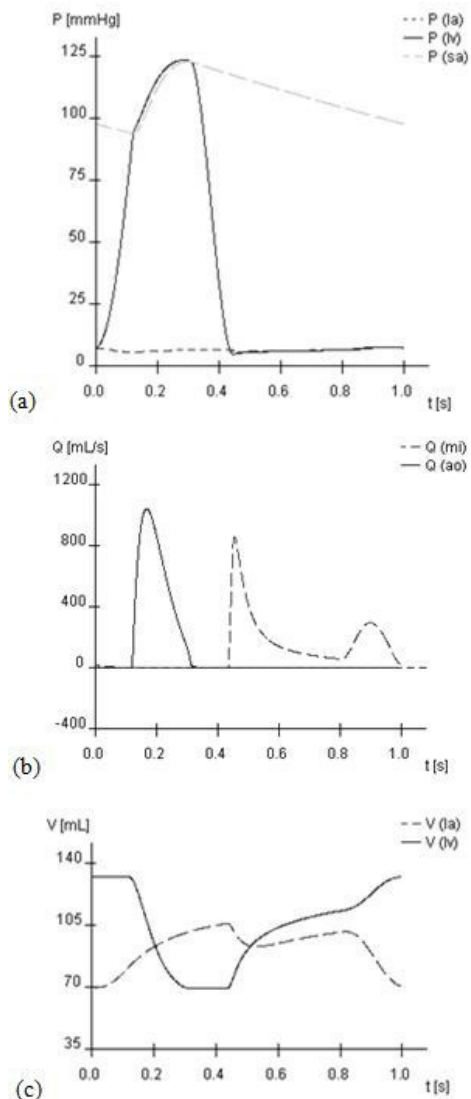 P [mmHg]
P (la)
P (lv)
P (sa)
125
100
75
50
25
0
0.0 0.2 0.4 0.6 0.8 1.0
t [s]
(a)
Q [mL/s]
Q (mi)
Q (ao)
1200
800
400
0
-400
0.0 0.2 0.4 0.6 0.8 1.0
t [s]
(b)
V [mL]
V (la)
V (lv)
140
105
70
35
0.0 0.2 0.4 0.6 0.8 1.0
t [s]
(c)